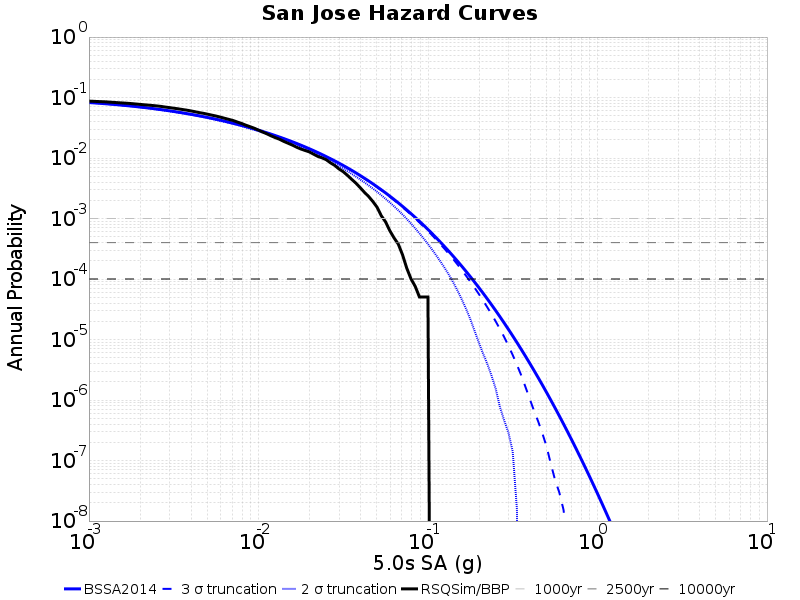 San Jose Hazard Curves
Annual Probability
10^0
10^-1
10^-2
10^-3
10^-4
10^-5
10^-6
10^-7
10^-8
10^-3 10^-2 10^-1 10^0 10^1
5.0s SA (g)
BSSA2014 3 σ truncation 2 σ truncation RSQSim/BBP 1000yr 2500yr 10000yr